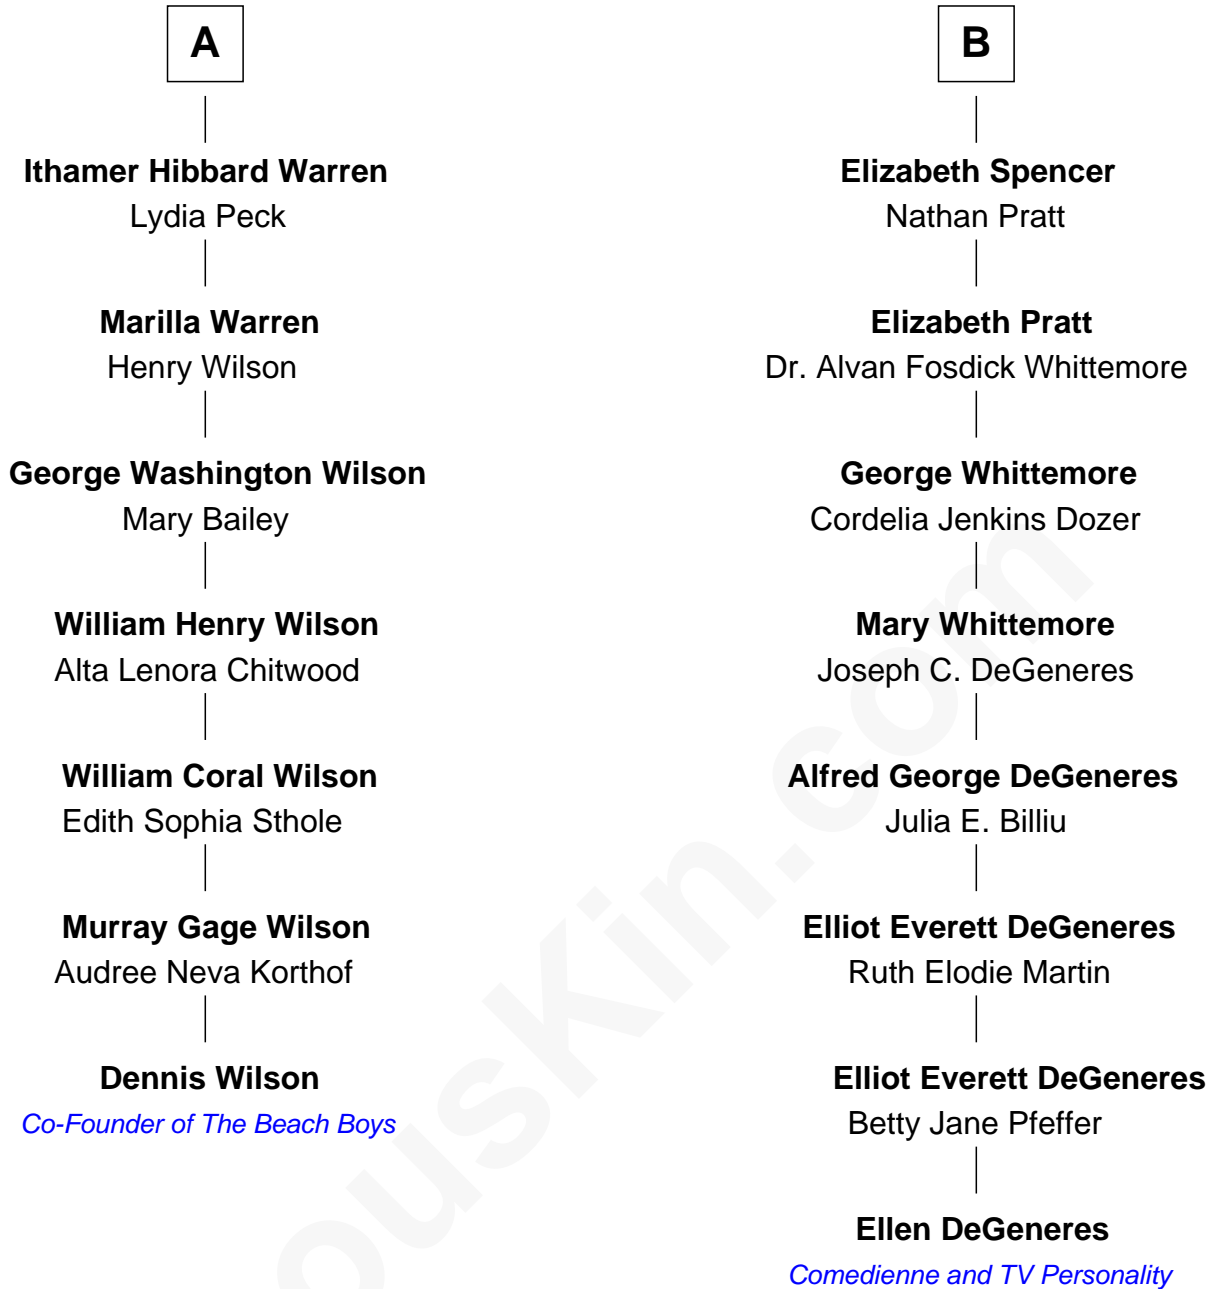 A
Ithamer Hibbard Warren
Lydia Peck
Marilla Warren
Henry Wilson
George Washington Wilson
Mary Bailey
William Henry Wilson
Alta Lenora Chitwood
William Coral Wilson
Edith Sophia Sthole
Murray Gage Wilson
Audree Neva Korthof
Dennis Wilson
Co-Founder of The Beach Boys
B
Elizabeth Spencer
Nathan Pratt
Elizabeth Pratt
Dr. Alvan Fosdick Whittemore
George Whittemore
Cordelia Jenkins Dozer
Mary Whittemore
Joseph C. DeGeneres
Alfred George DeGeneres
Julia E. Billiu
Elliot Everett DeGeneres
Ruth Elodie Martin
Elliot Everett DeGeneres
Betty Jane Pfeffer
Ellen DeGeneres
Comedienne and TV Personality
ousKin.com